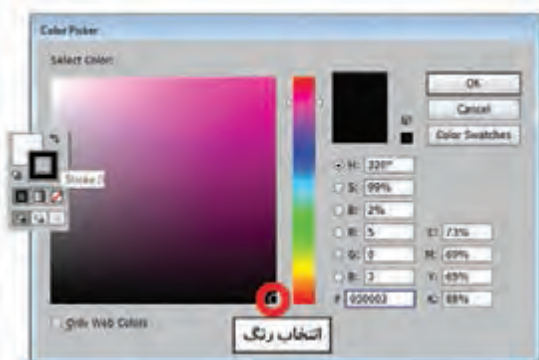 Color Picker
Select Color:
OK
Cancel
Color Swatches
Stroke
H: 320°
S: 99%
B: 2%
R: 5 C: 73%
G: 0 M: 69%
B: 3 Y: 69%
# 050003 K: 88%
Only Web Colors
انتخاب رنگ